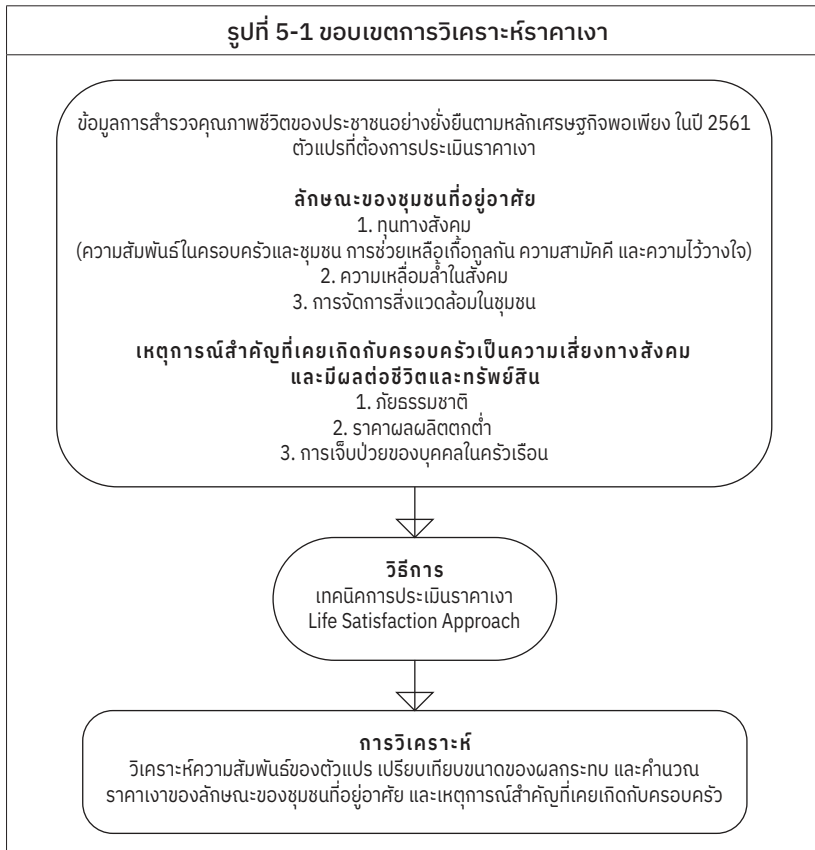 รูปที่ 5-1 ขอบเขตการวิเคราะห์ราคาเงา
ข้อมูลการสำรวจคุณภาพชีวิตของประชาชนอย่างยั่งยืนตามหลักเศรษฐกิจพอเพียง ในปี 2561
ตัวแปรที่ต้องการประเมินราคาเงา
ลักษณะของชุมชนที่อยู่อาศัย
1. ทุนทางสังคม
(ความสัมพันธ์ในครอบครัวและชุมชน การช่วยเหลือเกื้อกูลกัน ความสามัคคี และความไว้วางใจ)
2. ความเหลื่อมล้ำในสังคม
3. การจัดการสิ่งแวดล้อมในชุมชน
เหตุการณ์สำคัญที่เคยเกิดกับครอบครัวเป็นความเสี่ยงทางสังคม
และมีผลต่อชีวิตและทรัพย์สิน
1. ภัยธรรมชาติ
2. ราคาผลผลิตตกต่ำ
3. การเจ็บป่วยของบุคคลในครัวเรือน
วิธีการ
เทคนิคการประเมินราคาเงา
Life Satisfaction Approach
การวิเคราะห์
วิเคราะห์ความสัมพันธ์ของตัวแปร เปรียบเทียบขนาดของผลกระทบ และคำนวณ
ราคาเงาของลักษณะของชุมชนที่อยู่อาศัย และเหตุการณ์สำคัญที่เคยเกิดกับครอบครัว